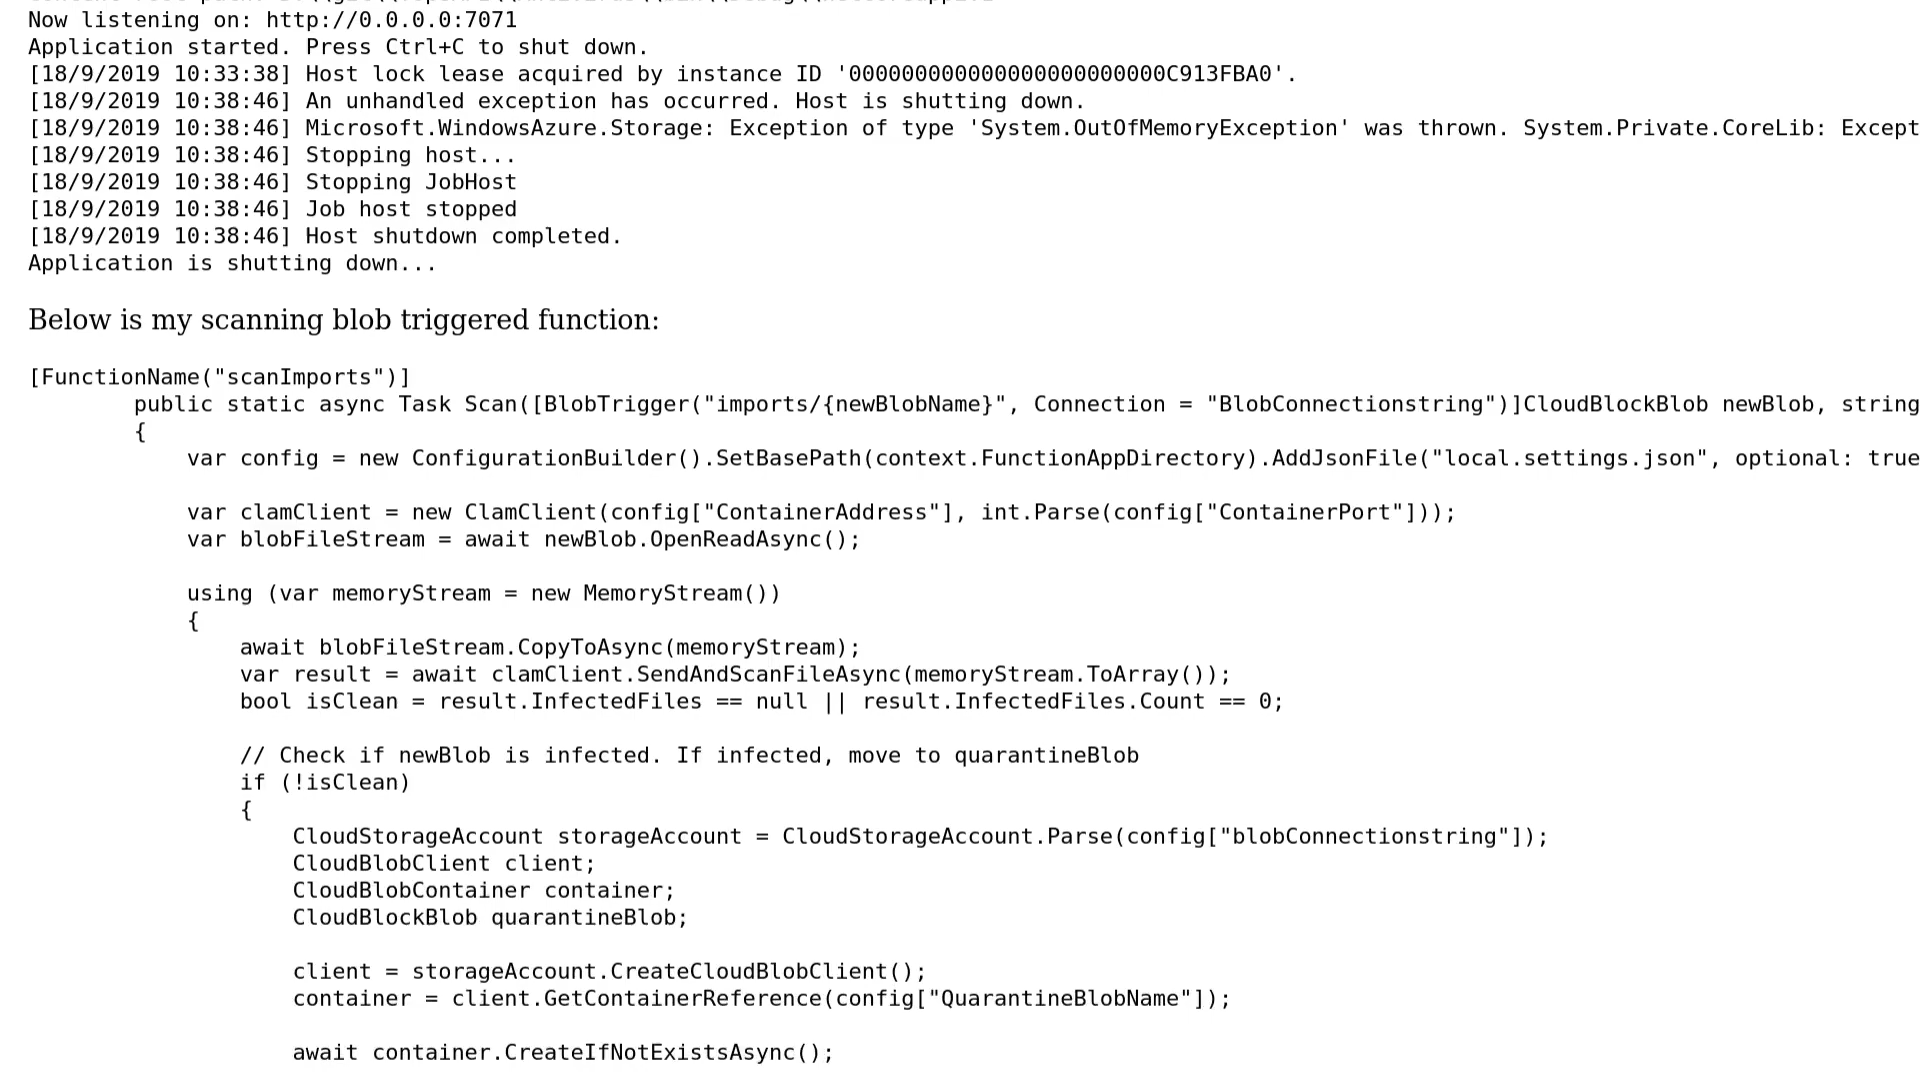 Now listening on: http://0.0.0.0:7071
Application started. Press Ctrl+C to shut down.
[18/9/2019 10:33:38] Host lock lease acquired by instance ID '000000000000000000000000C913FBA0'.
[18/9/2019 10:38:46] An unhandled exception has occurred. Host is shutting down.
[18/9/2019 10:38:46] Microsoft.WindowsAzure.Storage: Exception of type 'System.OutOfMemoryException' was thrown. System.Private.CoreLib: Except
[18/9/2019 10:38:46] Stopping host...
[18/9/2019 10:38:46] Stopping JobHost
[18/9/2019 10:38:46] Job host stopped
[18/9/2019 10:38:46] Host shutdown completed.
Application is shutting down...
Below is my scanning blob triggered function:
[FunctionName("scanImports")]
public static async Task Scan([BlobTrigger("imports/{newBlobName}", Connection = "BlobConnectionstring")]CloudBlockBlob newBlob, string
{
var config = new ConfigurationBuilder().SetBasePath(context.FunctionAppDirectory).AddJsonFile("local.settings.json", optional: true
var clamClient = new ClamClient(config["ContainerAddress"], int.Parse(config["ContainerPort"]));
var blobFileStream = await newBlob.OpenReadAsync();
using (var memoryStream = new MemoryStream())
{
await blobFileStream.CopyToAsync(memoryStream);
var result = await clamClient.SendAndScanFileAsync(memoryStream.ToArray());
bool isClean = result.InfectedFiles == null || result.InfectedFiles.Count == 0;
// Check if newBlob is infected. If infected, move to quarantineBlob
if (!isClean)
{
CloudStorageAccount storageAccount = CloudStorageAccount.Parse(config["blobConnectionstring"]);
CloudBlobClient client;
CloudBlobContainer container;
CloudBlockBlob quarantineBlob;
client = storageAccount.CreateCloudBlobClient();
container = client.GetContainerReference(config["QuarantineBlobName"]);
await container.CreateIfNotExistsAsync();